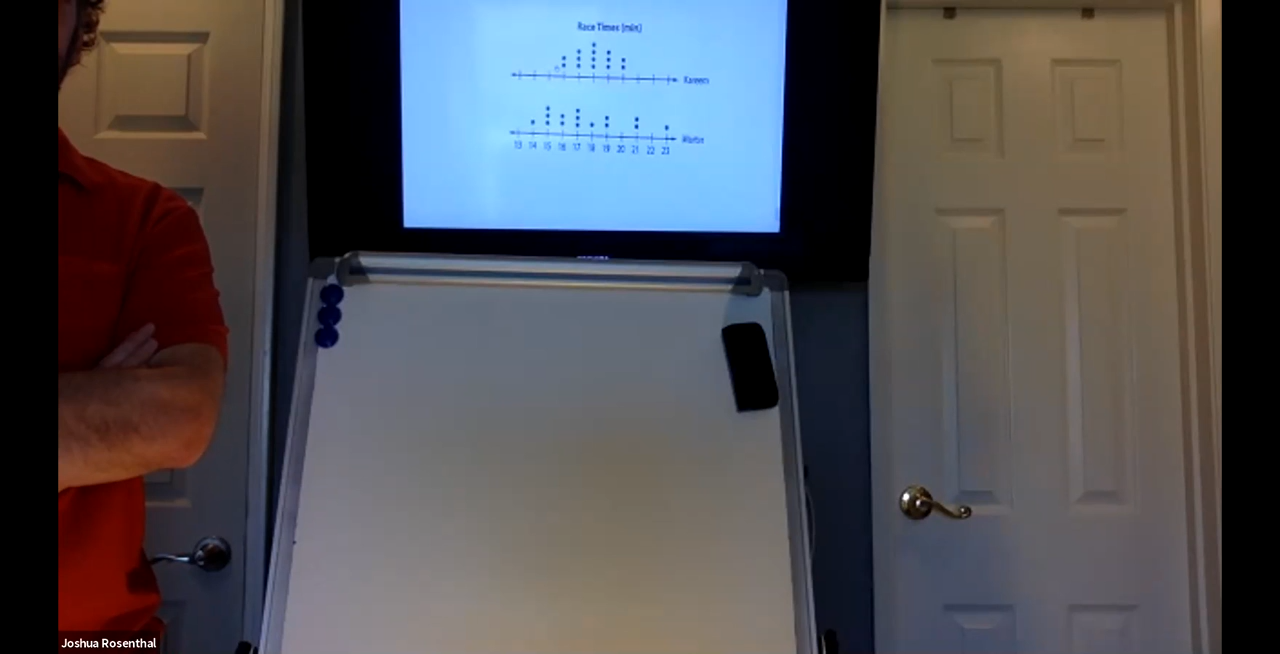 Race Times (min)
Kareem
Martin
13 14 15 16 17 18 19 20 21 22 23
Joshua Rosenthal